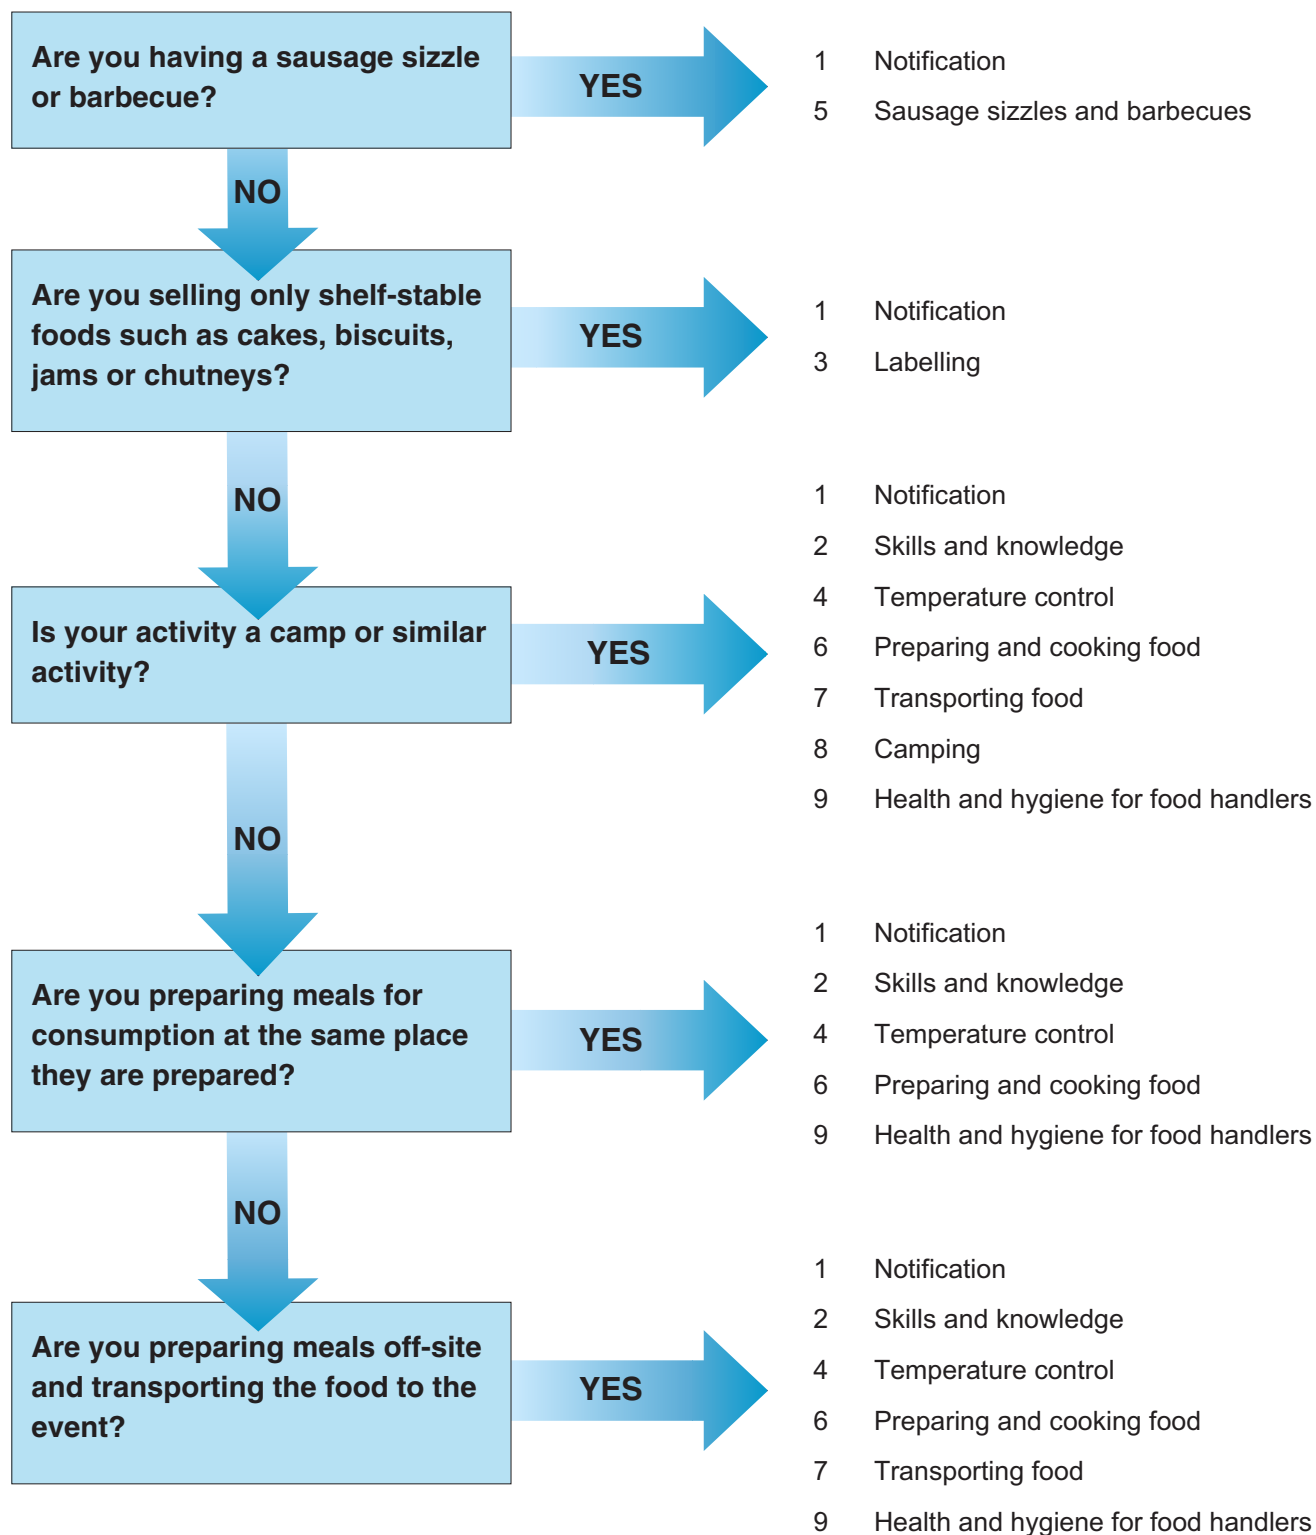 Are you having a sausage sizzle
or barbecue?
YES
1 Notification
5 Sausage sizzles and barbecues
NO
Are you selling only shelf-stable
foods such as cakes, biscuits,
jams or chutneys?
YES
1 Notification
3 Labelling
NO
Is your activity a camp or similar
activity?
YES
1 Notification
2 Skills and knowledge
4 Temperature control
6 Preparing and cooking food
7 Transporting food
8 Camping
9 Health and hygiene for food handlers
NO
Are you preparing meals for
consumption at the same place
they are prepared?
YES
1 Notification
2 Skills and knowledge
4 Temperature control
6 Preparing and cooking food
9 Health and hygiene for food handlers
NO
Are you preparing meals off-site
and transporting the food to the
event?
YES
1 Notification
2 Skills and knowledge
4 Temperature control
6 Preparing and cooking food
7 Transporting food
9 Health and hygiene for food handlers